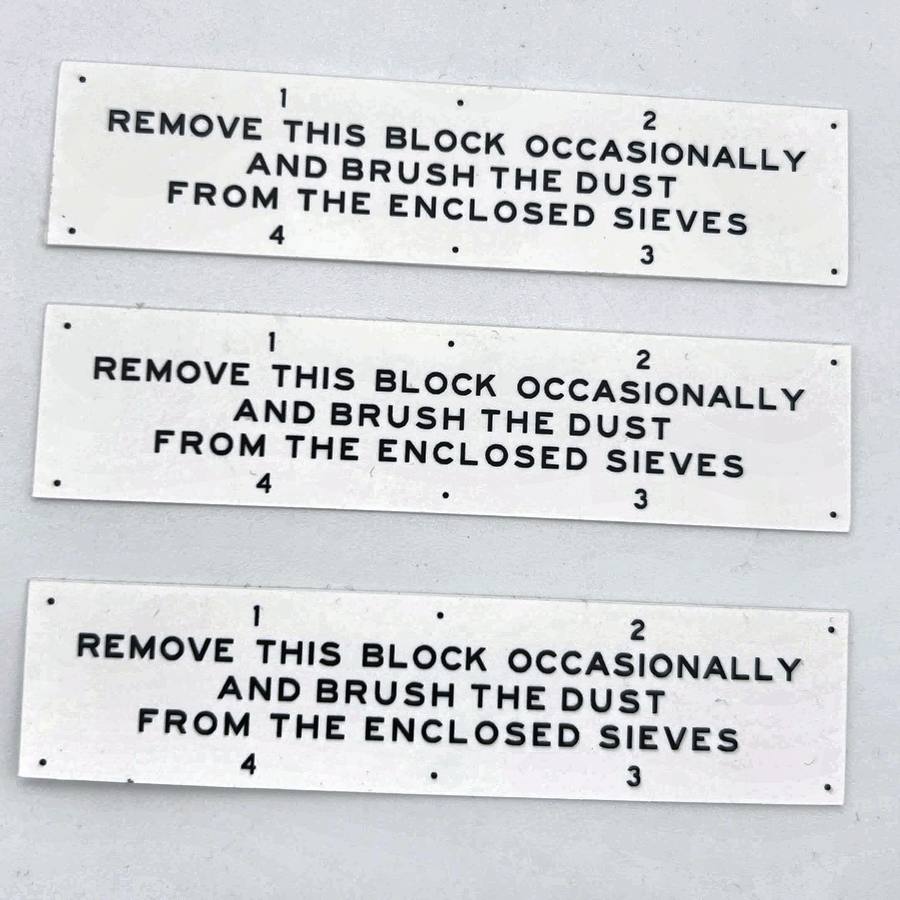 1 2
REMOVE THIS BLOCK OCCASIONALLY
AND BRUSH THE DUST
FROM THE ENCLOSED SIEVES
4 3
1 2
REMOVE THIS BLOCK OCCASIONALLY
AND BRUSH THE DUST
FROM THE ENCLOSED SIEVES
4 3
1 2
REMOVE THIS BLOCK OCCASIONALLY
AND BRUSH THE DUST
FROM THE ENCLOSED SIEVES
4 3